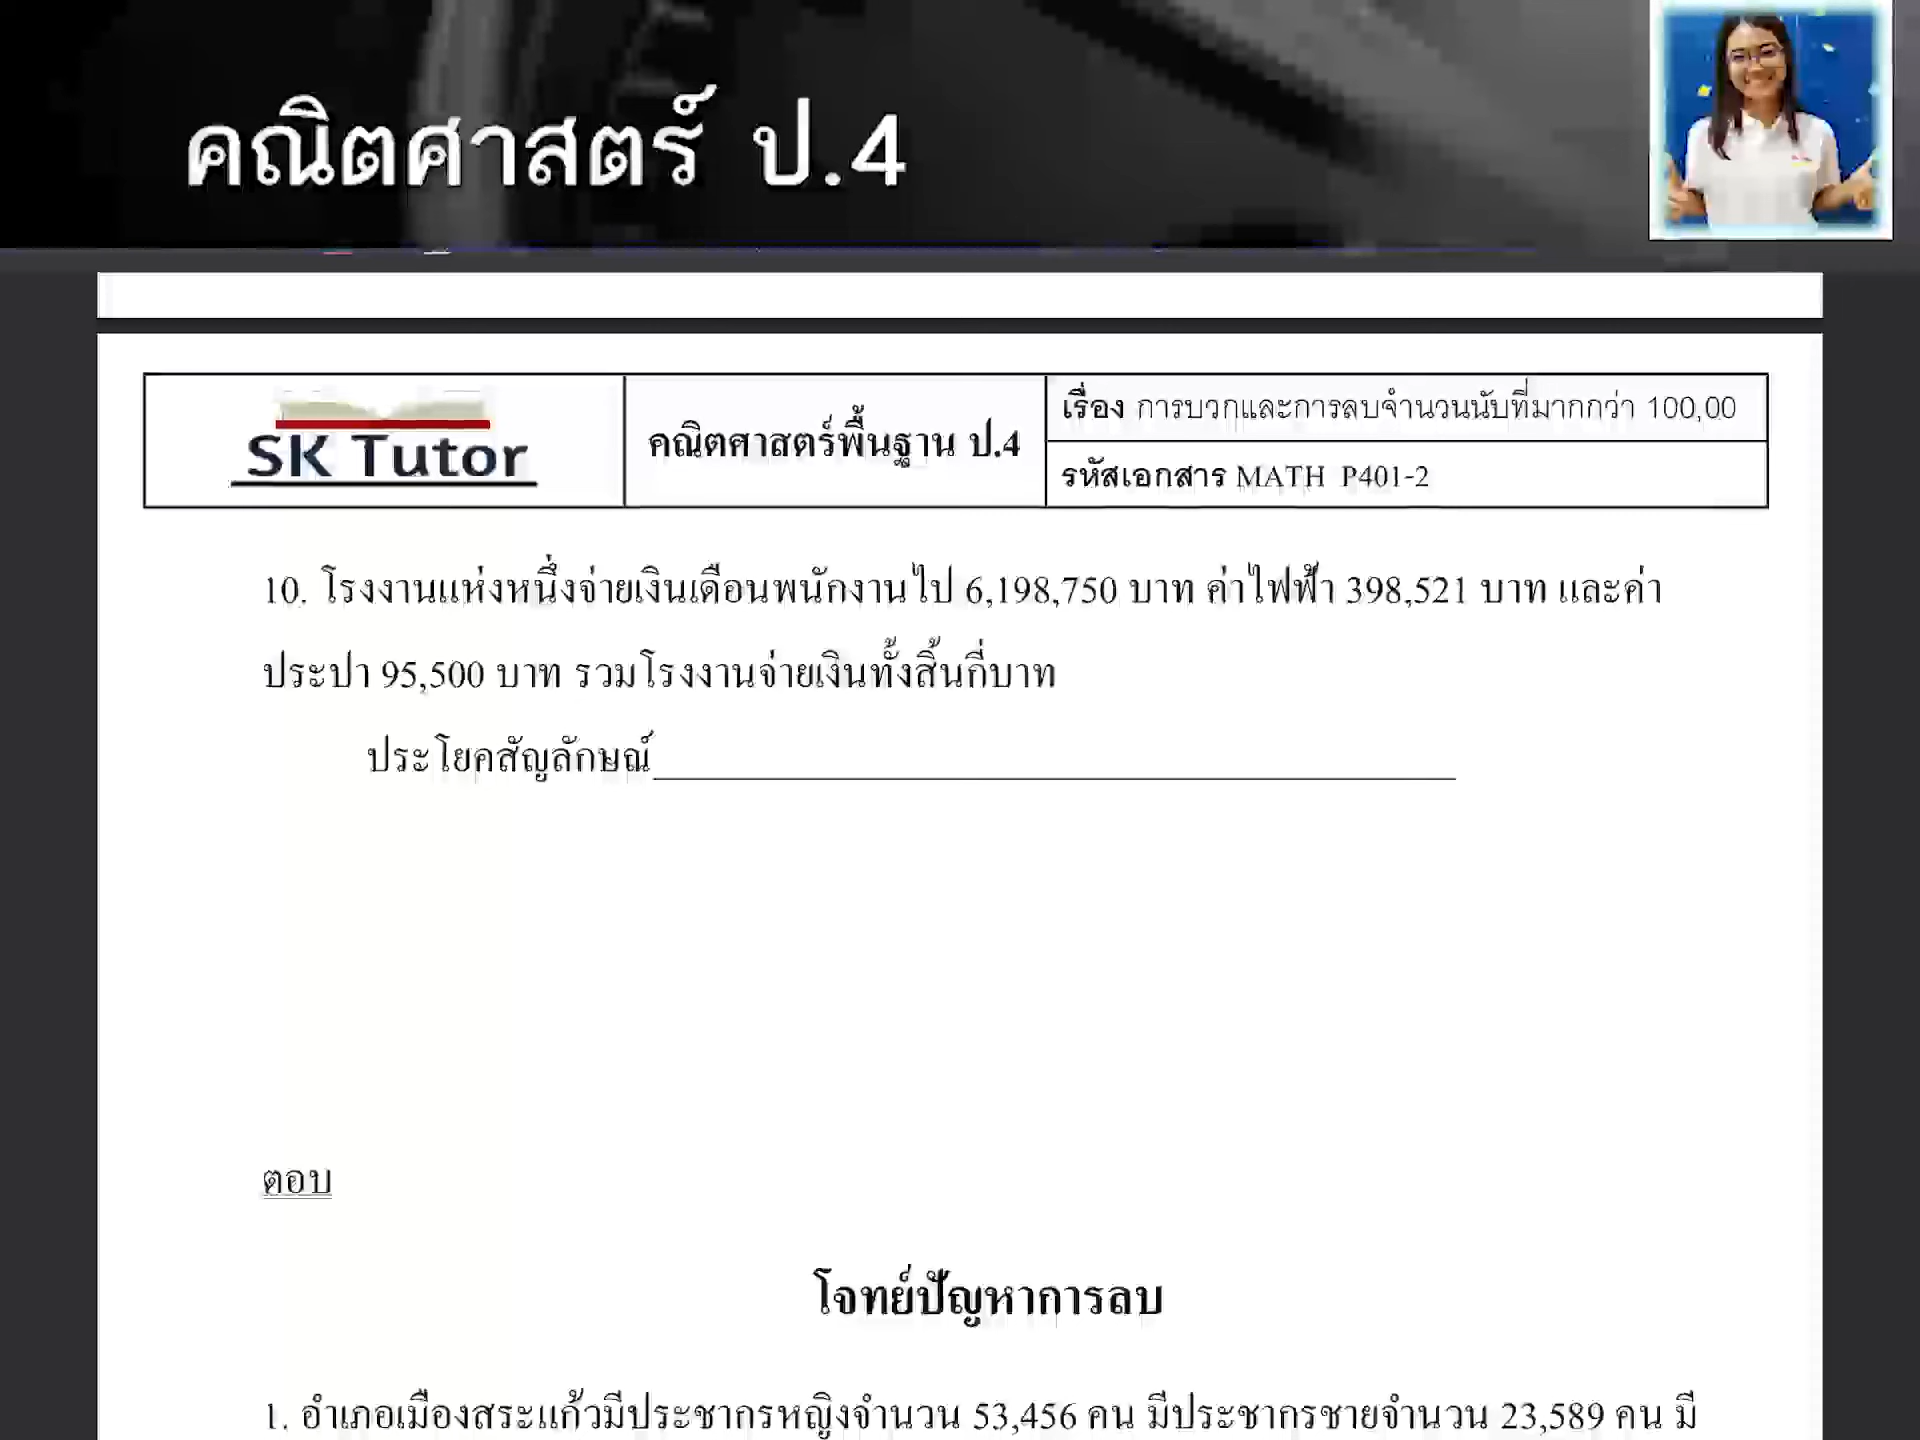 คณิตศาสตร์ ป.4
SK Tutor
คณิตศาสตร์พื้นฐาน ป.4
เรื่อง การบวกและการลบจำนวนนับที่มากกว่า 100,00
รหัสเอกสาร MATH P401-2
10. โรงงานแห่งหนึ่งจ่ายเงินเดือนพนักงานไป 6,198,750 บาท ค่าไฟฟ้า 398,521 บาท และค่า
ประปา 95,500 บาท รวมโรงงานจ่ายเงินทั้งสิ้นกี่บาท
ประโยคสัญลักษณ์
ตอบ
โจทย์ปัญหาการลบ
1. อำเภอเมืองสระแก้วมีประชากรหญิงจำนวน 53,456 คน มีประชากรชายจำนวน 23,589 คน มี